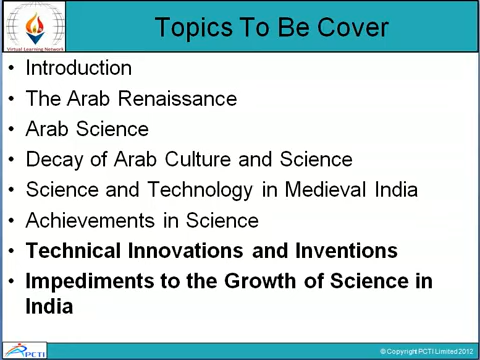 Virtual Learning Network
Topics To Be Cover
• Introduction
• The Arab Renaissance
• Arab Science
• Decay of Arab Culture and Science
• Science and Technology in Medieval India
• Achievements in Science
• Technical Innovations and Inventions
• Impediments to the Growth of Science in
India
PCTI
© Copyright PCTI Limited 2012